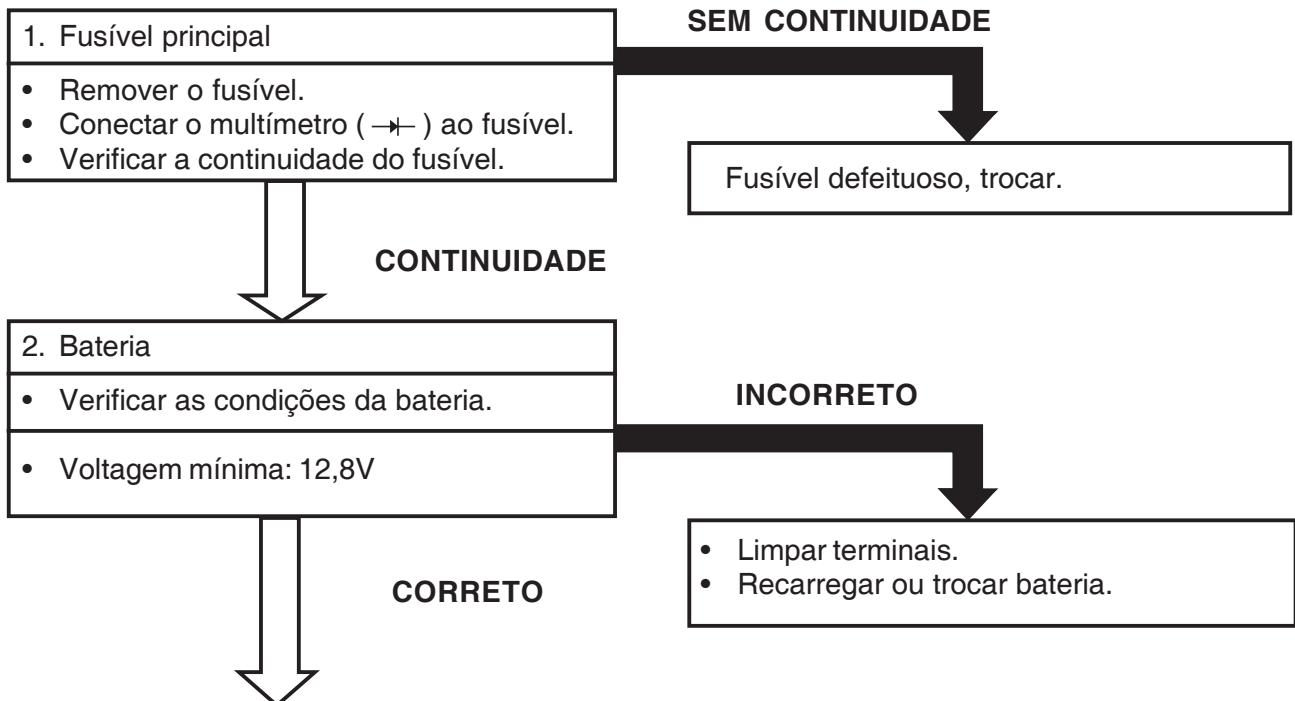 1. Fusível principal
SEM CONTINUIDADE
• Remover o fusível.
• Conectar o multímetro ( ) ao fusível.
• Verificar a continuidade do fusível.
Fusível defeituoso, trocar.
CONTINUIDADE
2. Bateria
• Verificar as condições da bateria.
INCORRETO
• Voltagem mínima: 12,8V
• Limpar terminais.
• Recarregar ou trocar bateria.
CORRETO